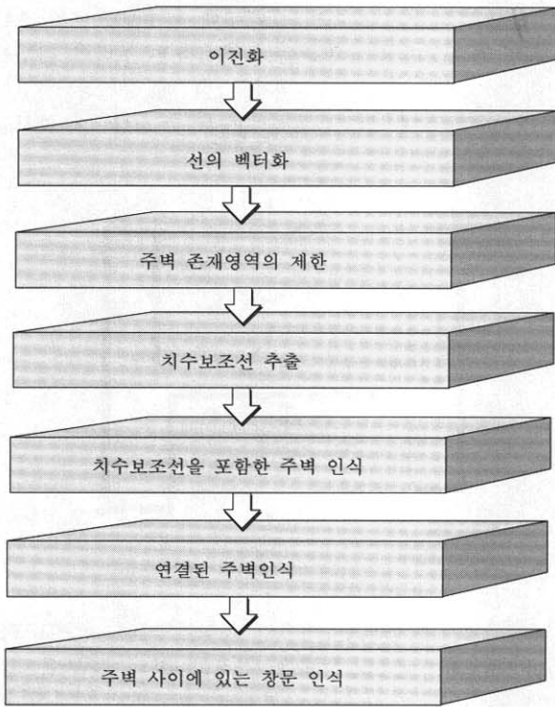 이진화
선의 벡터화
주벽 존재영역의 제한
치수보조선 추출
치수보조선을 포함한 주벽 인식
연결된 주벽인식
주벽 사이에 있는 창문 인식